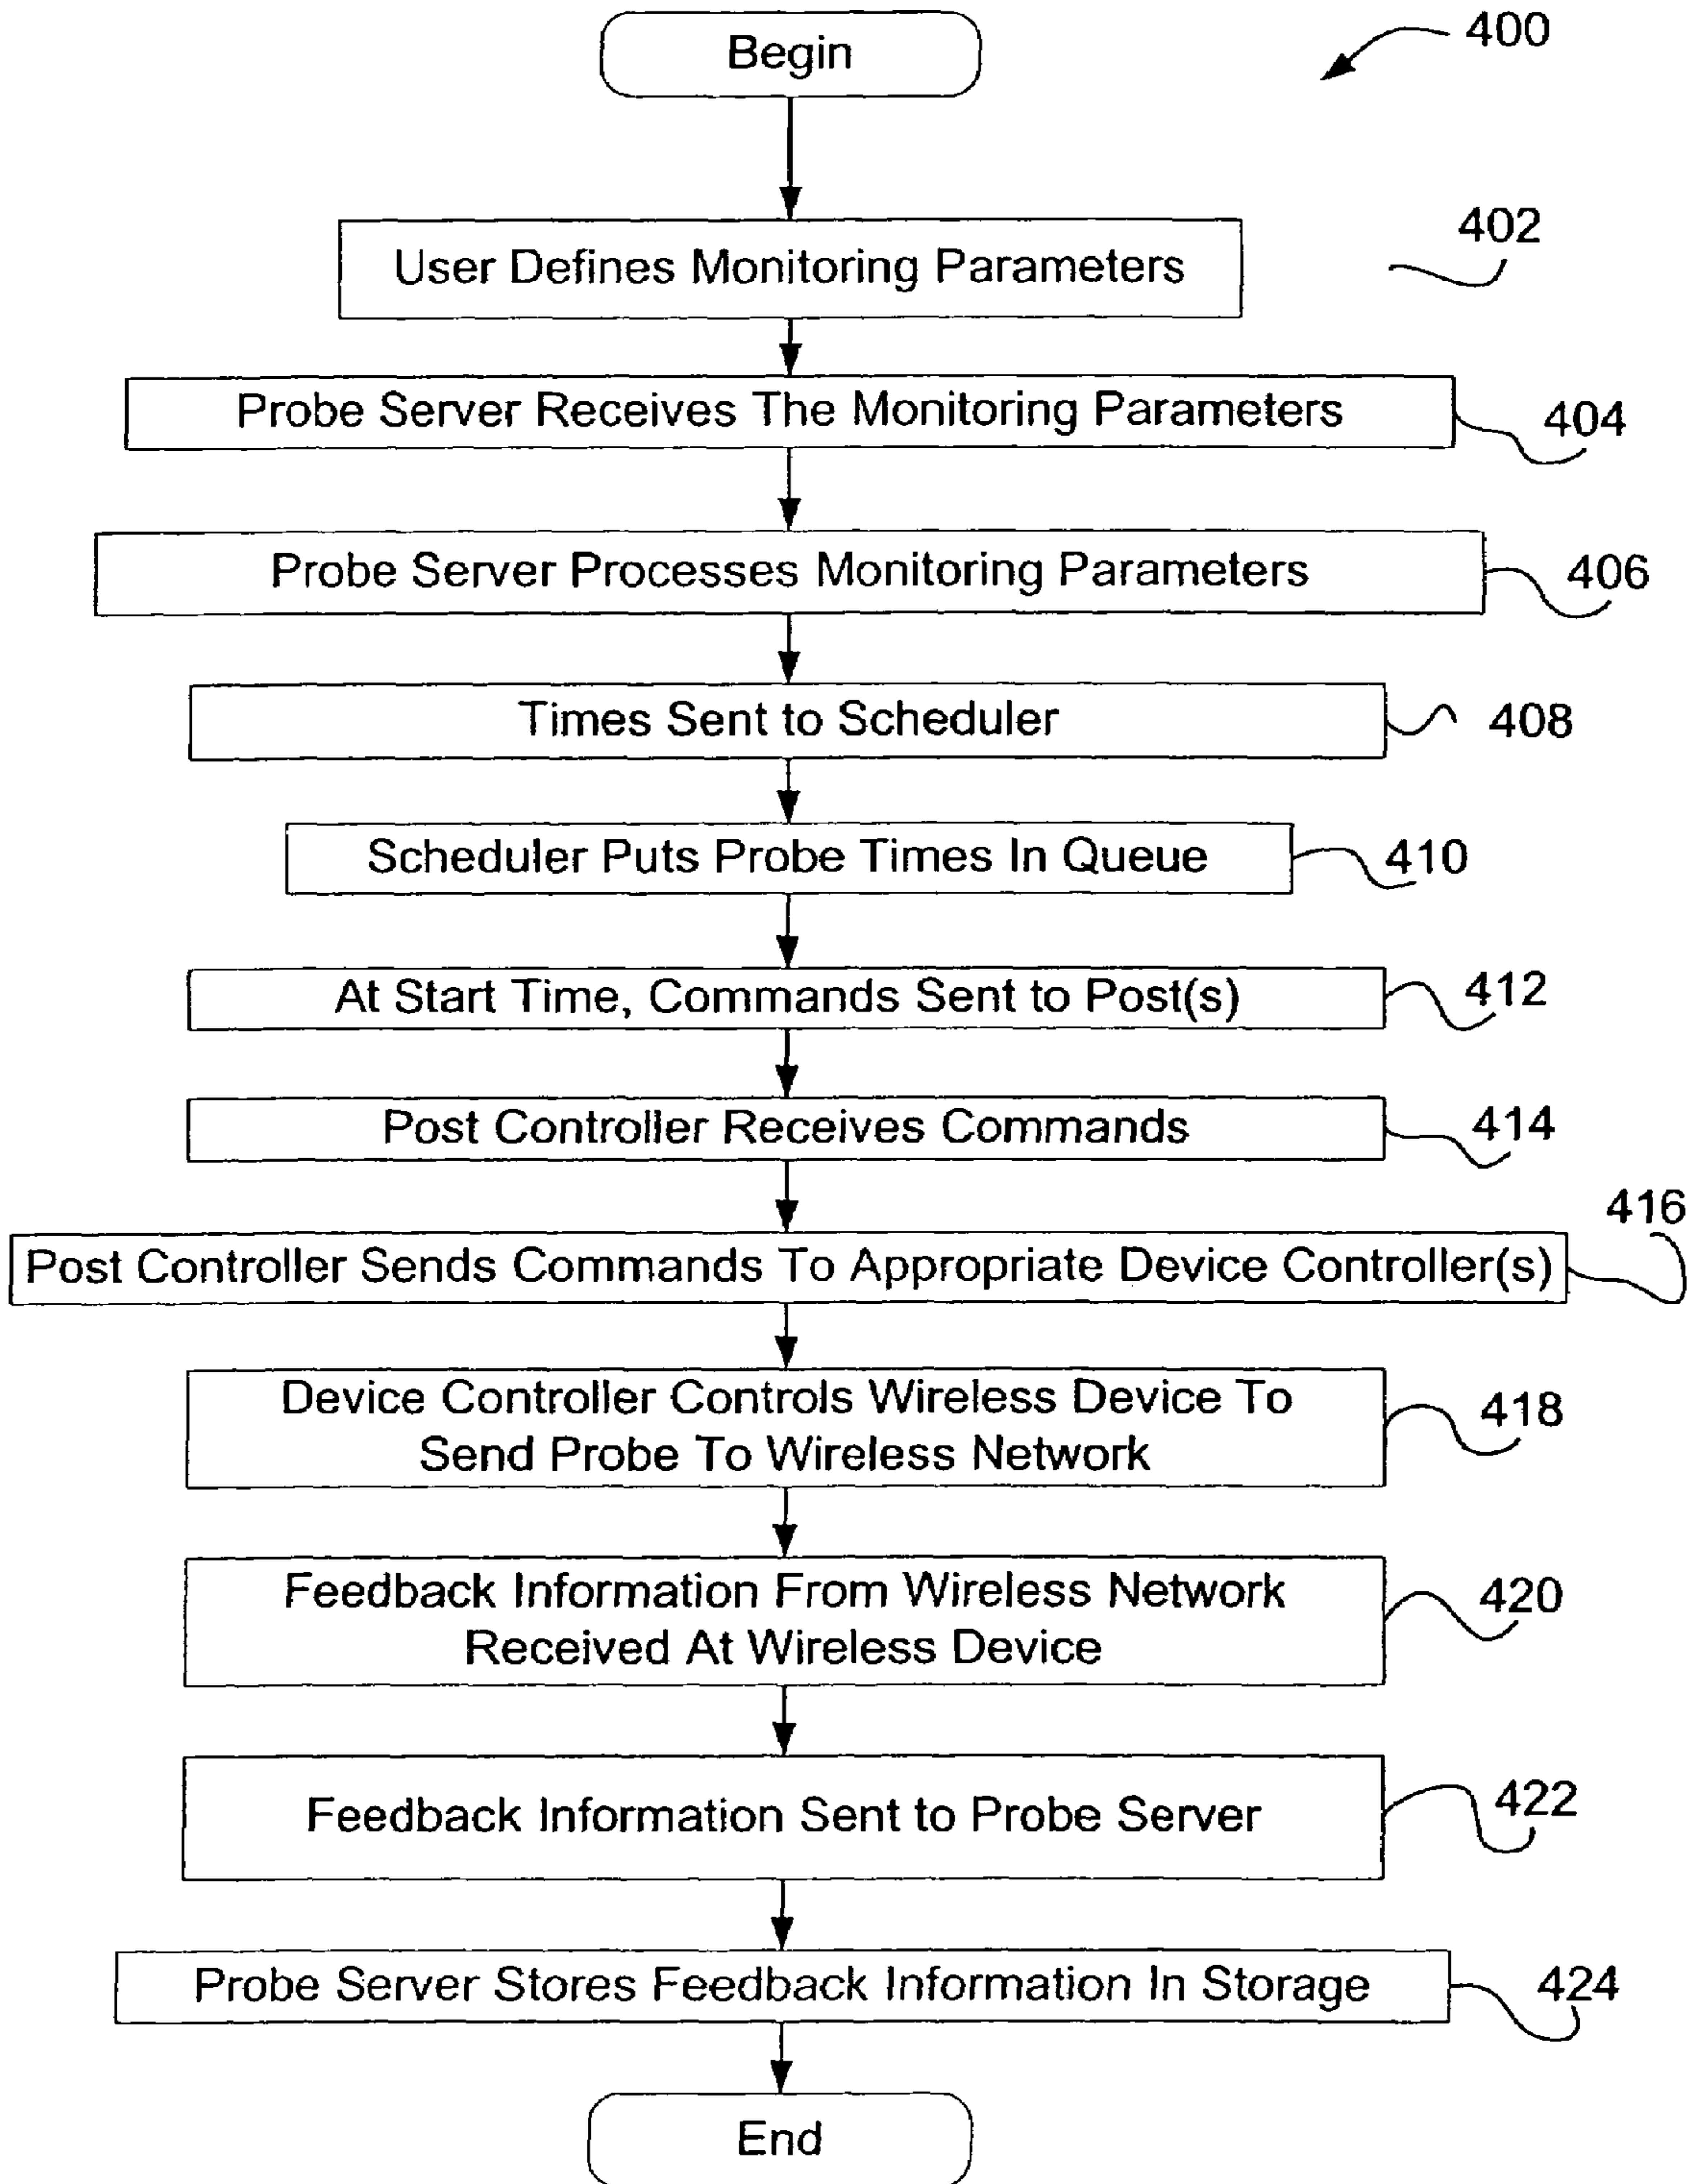 Begin
400
User Defines Monitoring Parameters
402
Probe Server Receives The Monitoring Parameters
404
Probe Server Processes Monitoring Parameters
406
Times Sent to Scheduler
408
Scheduler Puts Probe Times In Queue
410
At Start Time, Commands Sent to Post(s)
412
Post Controller Receives Commands
414
416
Post Controller Sends Commands To Appropriate Device Controller(s)
Device Controller Controls Wireless Device To
Send Probe To Wireless Network
418
Feedback Information From Wireless Network
Received At Wireless Device
420
Feedback Information Sent to Probe Server
422
Probe Server Stores Feedback Information In Storage
424
End